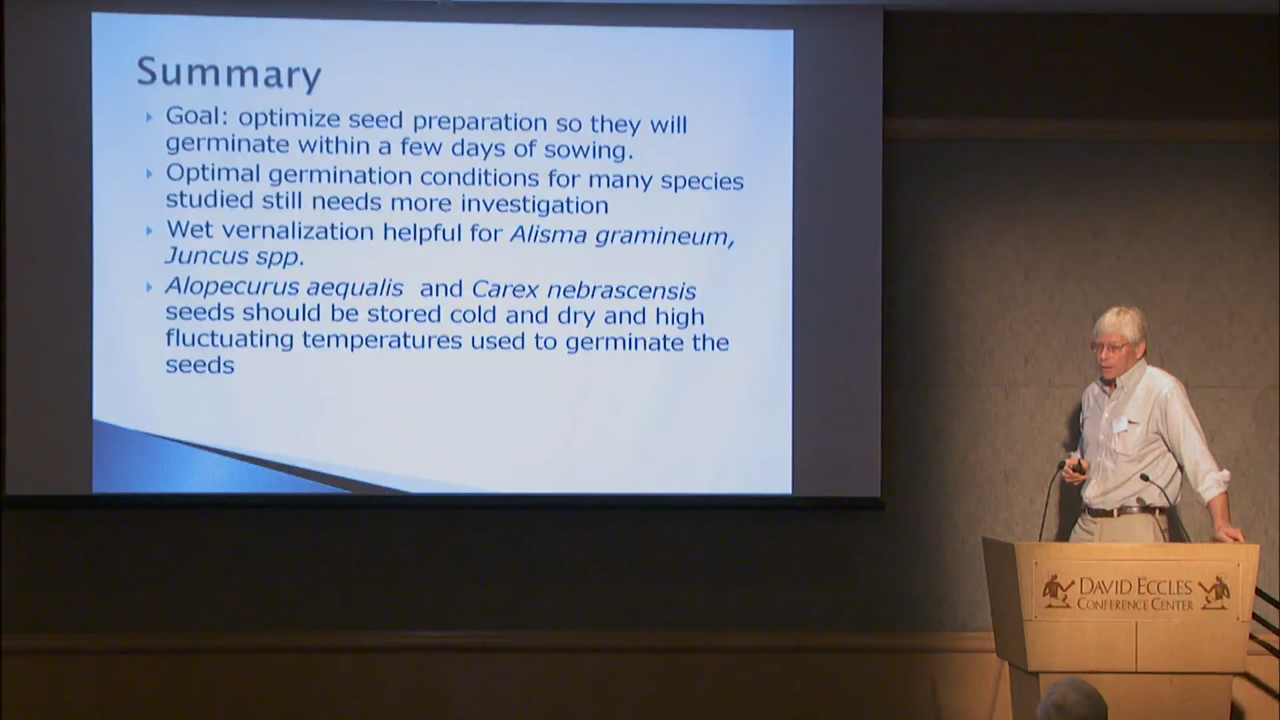 Summary
Goal: optimize seed preparation so they will
germinate within a few days of sowing.
Optimal germination conditions for many species
studied still needs more investigation
Wet vernalization helpful for Alisma gramineum,
Juncus spp.
Alopecurus aequalis and Carex nebrascensis
seeds should be stored cold and dry and high
fluctuating temperatures used to germinate the
seeds
DAVID ECCLES
CONFERENCE CENTER